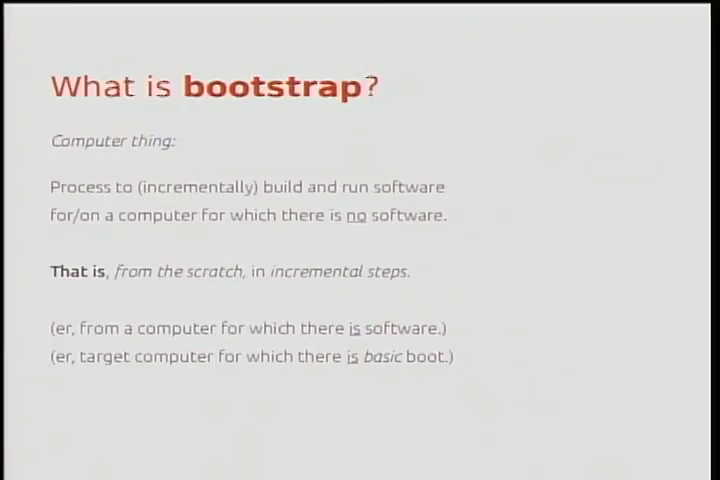 What is bootstrap?
Computer thing:
Process to (incrementally) build and run software
for/on a computer for which there is no software.
That is, from the scratch, in incremental steps.
(er, from a computer for which there is software.)
(er, target computer for which there is basic boot.)